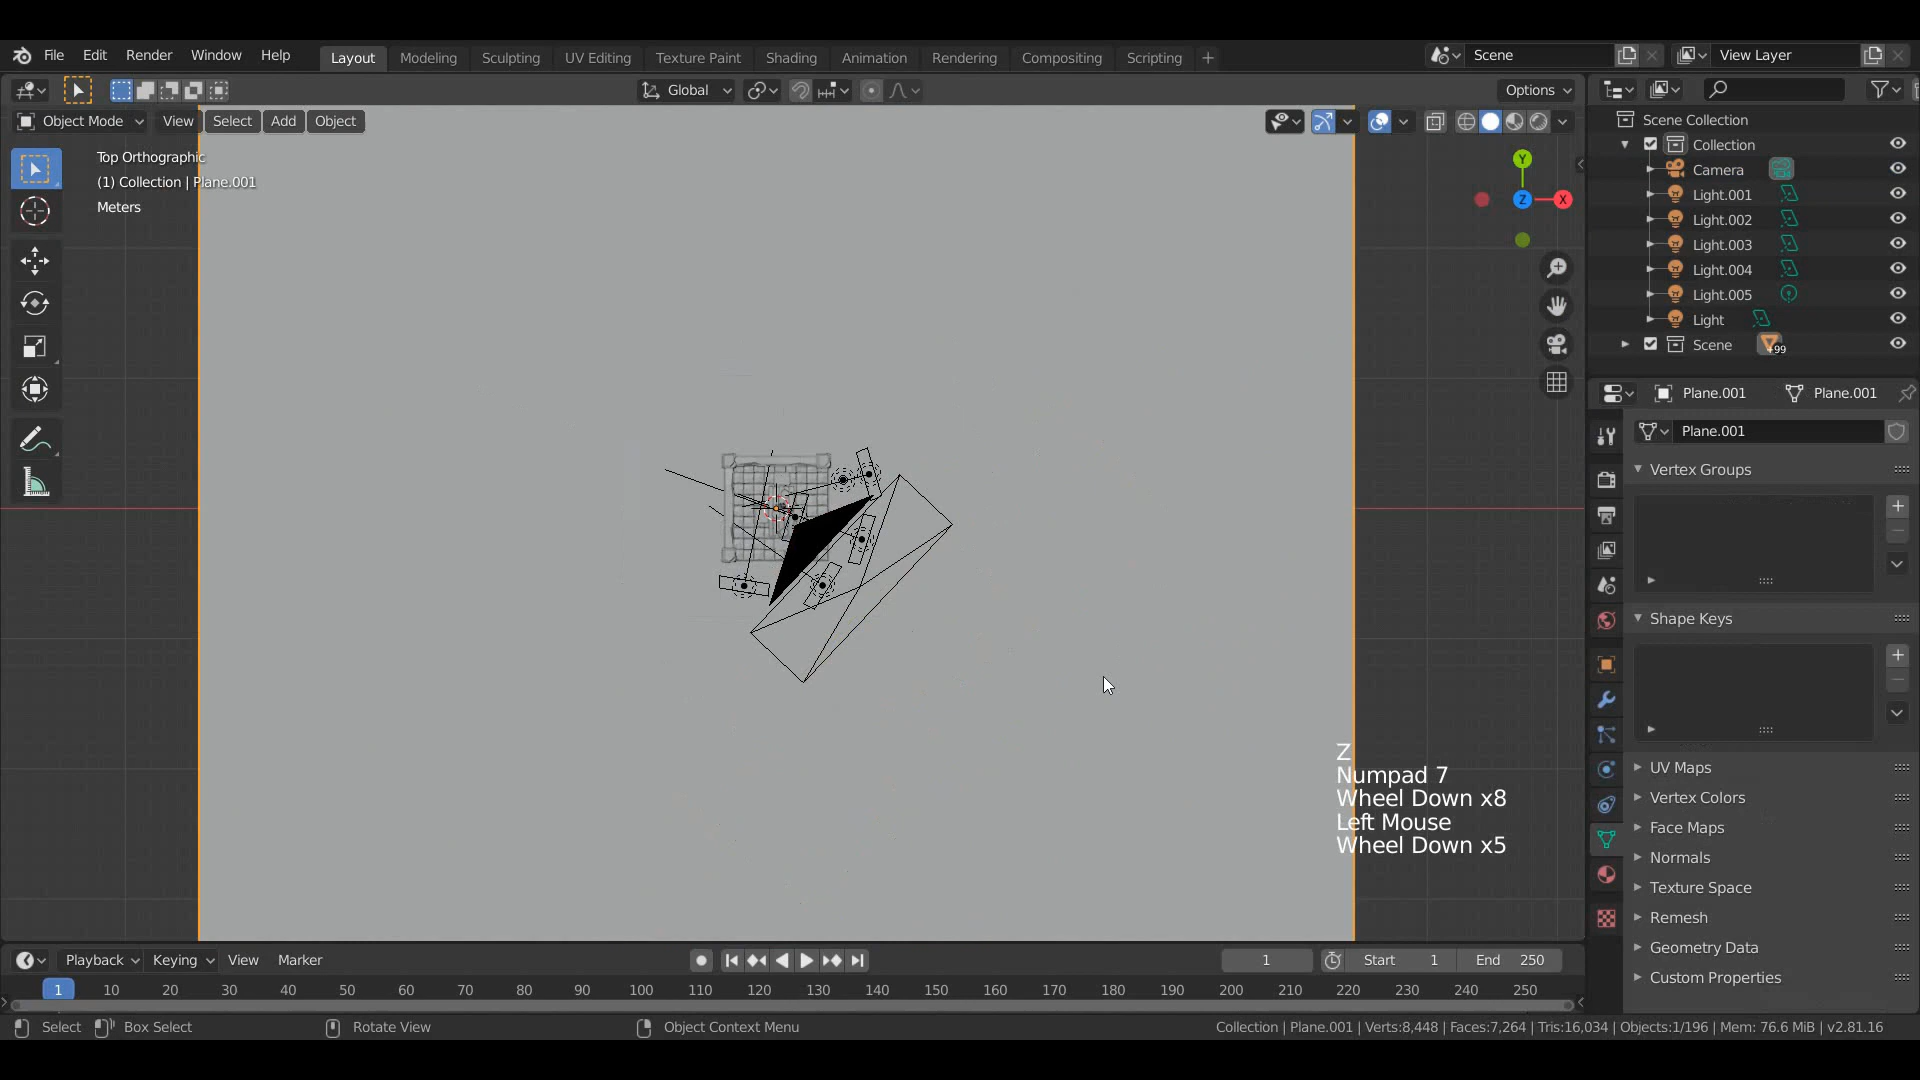 File Edit Render Window Help Layout Modeling Sculpting UV Editing Texture Paint Shading Animation Rendering Compositing Scripting + Scene View Layer
Global Options
Object Mode View Select Add Object
Top Orthographic
(1) Collection | Plane.001
Meters
Y
Z
X
Scene Collection
Collection
Camera
Light.001
Light.002
Light.003
Light.004
Light.005
Light
Scene +99
Plane.001 Plane.001
Plane.001
Vertex Groups
Shape Keys
UV Maps
Vertex Colors
Face Maps
Normals
Texture Space
Remesh
Geometry Data
Custom Properties
Z
Numpad 7
Wheel Down x8
Left Mouse
Wheel Down x5
Playback Keying View Marker 1 Start 1 End 250
1 10 20 30 40 50 60 70 80 90 100 110 120 130 140 150 160 170 180 190 200 210 220 230 240 250
Select Box Select Rotate View Object Context Menu Collection | Plane.001 | Verts:8,448 | Faces:7,264 | Tris:16,034 | Objects:1/196 | Mem: 76.6 MiB | v2.81.16